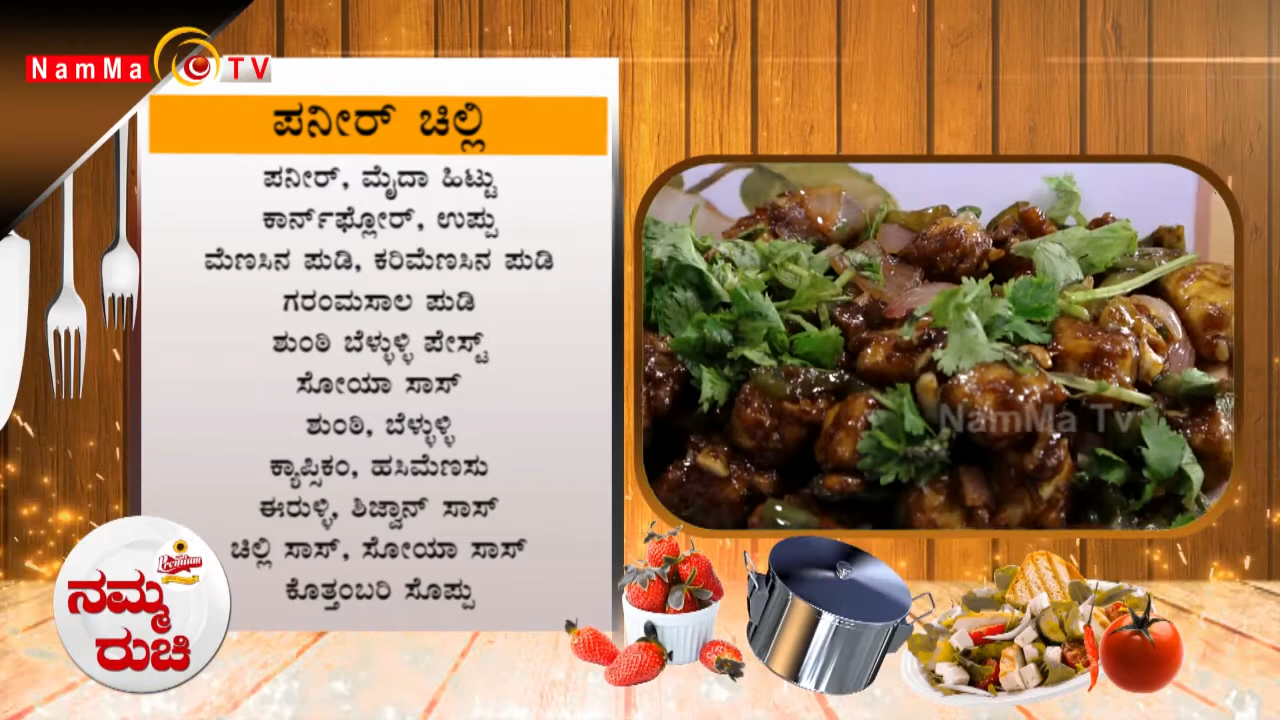 NamMa TV
ಪನೀರ್ ಚಿಲ್ಲಿ
ಪನೀರ್, ಮೈದಾ ಹಿಟ್ಟು
ಕಾರ್ನ್‌ಫ್ಲೋರ್, ಉಪ್ಪು
ಮೆಣಸಿನ ಪುಡಿ, ಕರಿಮೆಣಸಿನ ಪುಡಿ
ಗರಂಮಸಾಲ ಪುಡಿ
ಶುಂಠಿ ಬೆಳ್ಳುಳ್ಳಿ ಪೇಸ್ಟ್
ಸೋಯಾ ಸಾಸ್
ಶುಂಠಿ, ಬೆಳ್ಳುಳ್ಳಿ
ಕ್ಯಾಪ್ಸಿಕಂ, ಹಸಿಮೆಣಸು
ಈರುಳ್ಳಿ, ಶಿಜ್ವಾನ್ ಸಾಸ್
ಚಿಲ್ಲಿ ಸಾಸ್, ಸೋಯಾ ಸಾಸ್
ಕೊತ್ತಂಬರಿ ಸೊಪ್ಪು
NamMa Tv
Premium
ನಮ್ಮ
ರುಚಿ